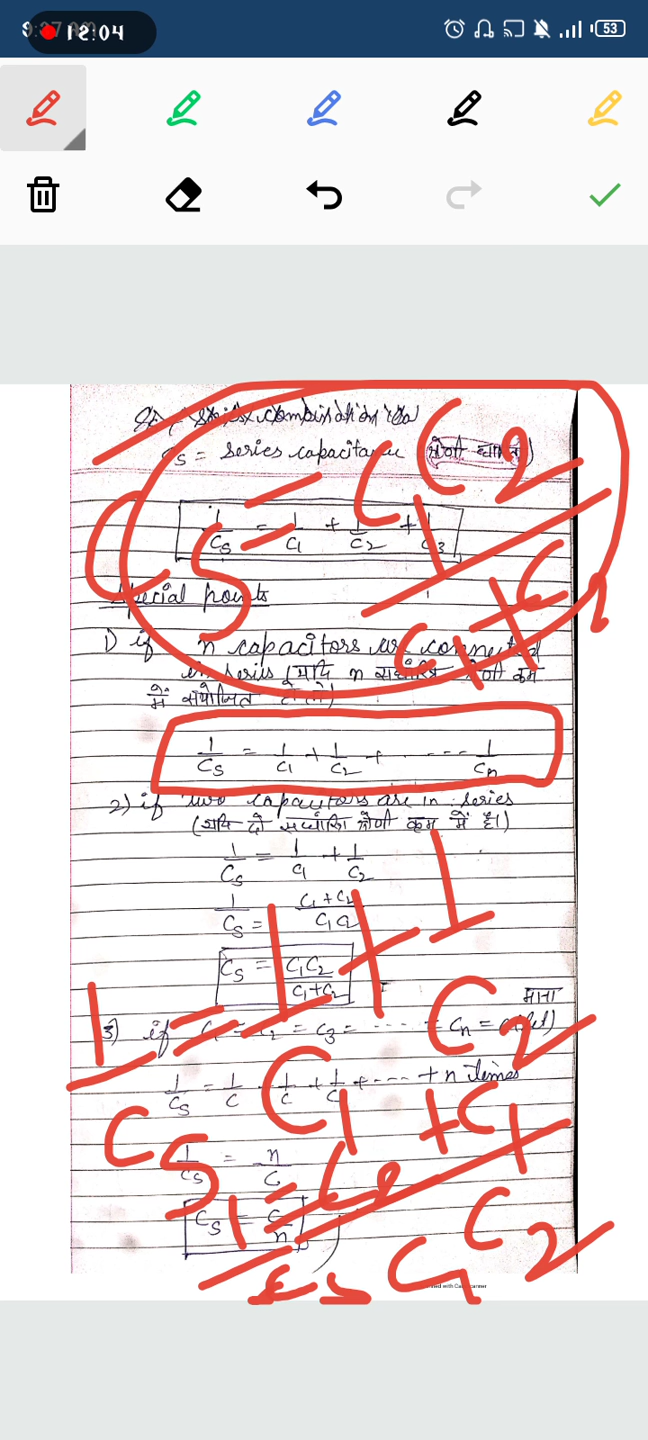 12:04
53
Cs = series capacitance (श्रेणी धारिता)
1/Cs = 1/C1 + 1/C2 + 1/C3
Special points
1) if n capacitors are connected
in series (यदि n संधारित्र श्रेणी क्रम
में संयोजित हो तो)
1/Cs = 1/C1 + 1/C2 + ---- 1/Cn
2) if two capacitors are in series
(यदि दो संधारित्र श्रेणी क्रम में है।)
1/Cs = 1/C1 + 1/C2
1/Cs = C1+C2/C1C2
Cs = C1C2/C1+C2
माना
3) if C1 = C2 = C3 = ---- = Cn = C (let)
1/Cs = 1/C + 1/C + 1/C + ---- + n times
1/Cs = n/C
Cs = C/n
Cs = C1C2/C1+C2
1/Cs = 1/C1 + 1/C2
1/Cs = C1+C2/C1C2